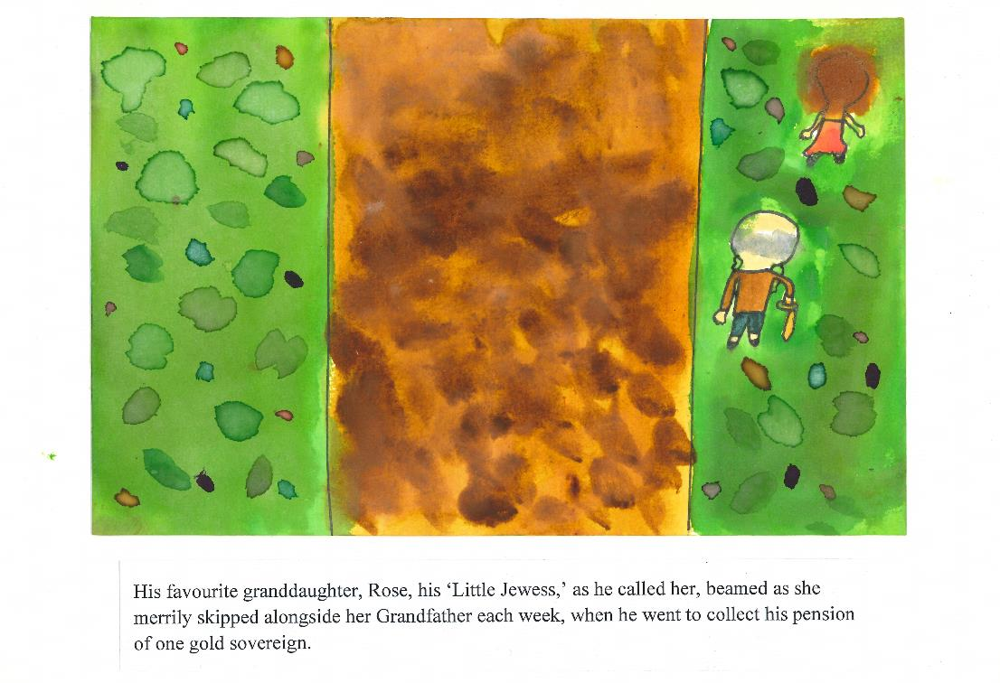 His favourite granddaughter, Rose, his ‘Little Jewess,’ as he called her, beamed as she
merrily skipped alongside her Grandfather each week, when he went to collect his pension
of one gold sovereign.